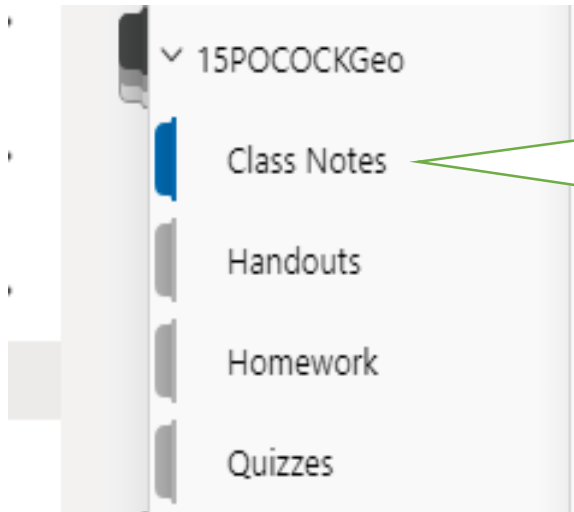 15POCOCKGeo
Class Notes
Handouts
Homework
Quizzes